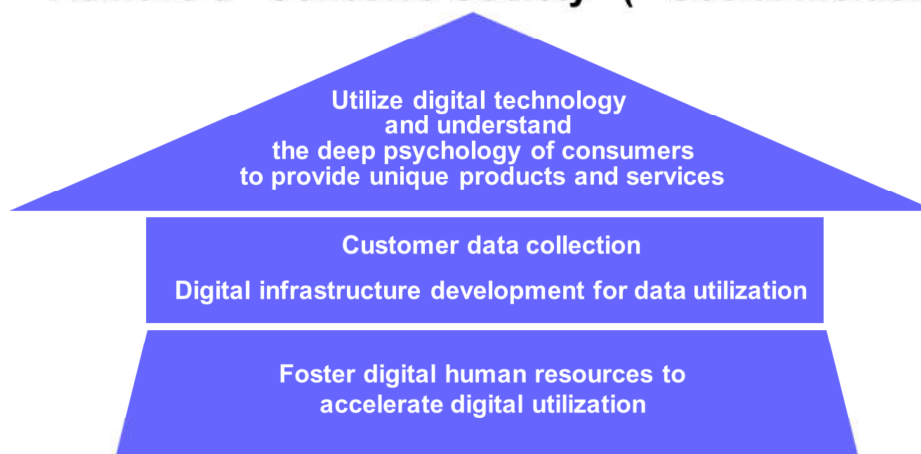 Utilize digital technology
and understand
the deep psychology of consumers
to provide unique products and services
Customer data collection
Digital infrastructure development for data utilization
Foster digital human resources to
accelerate digital utilization